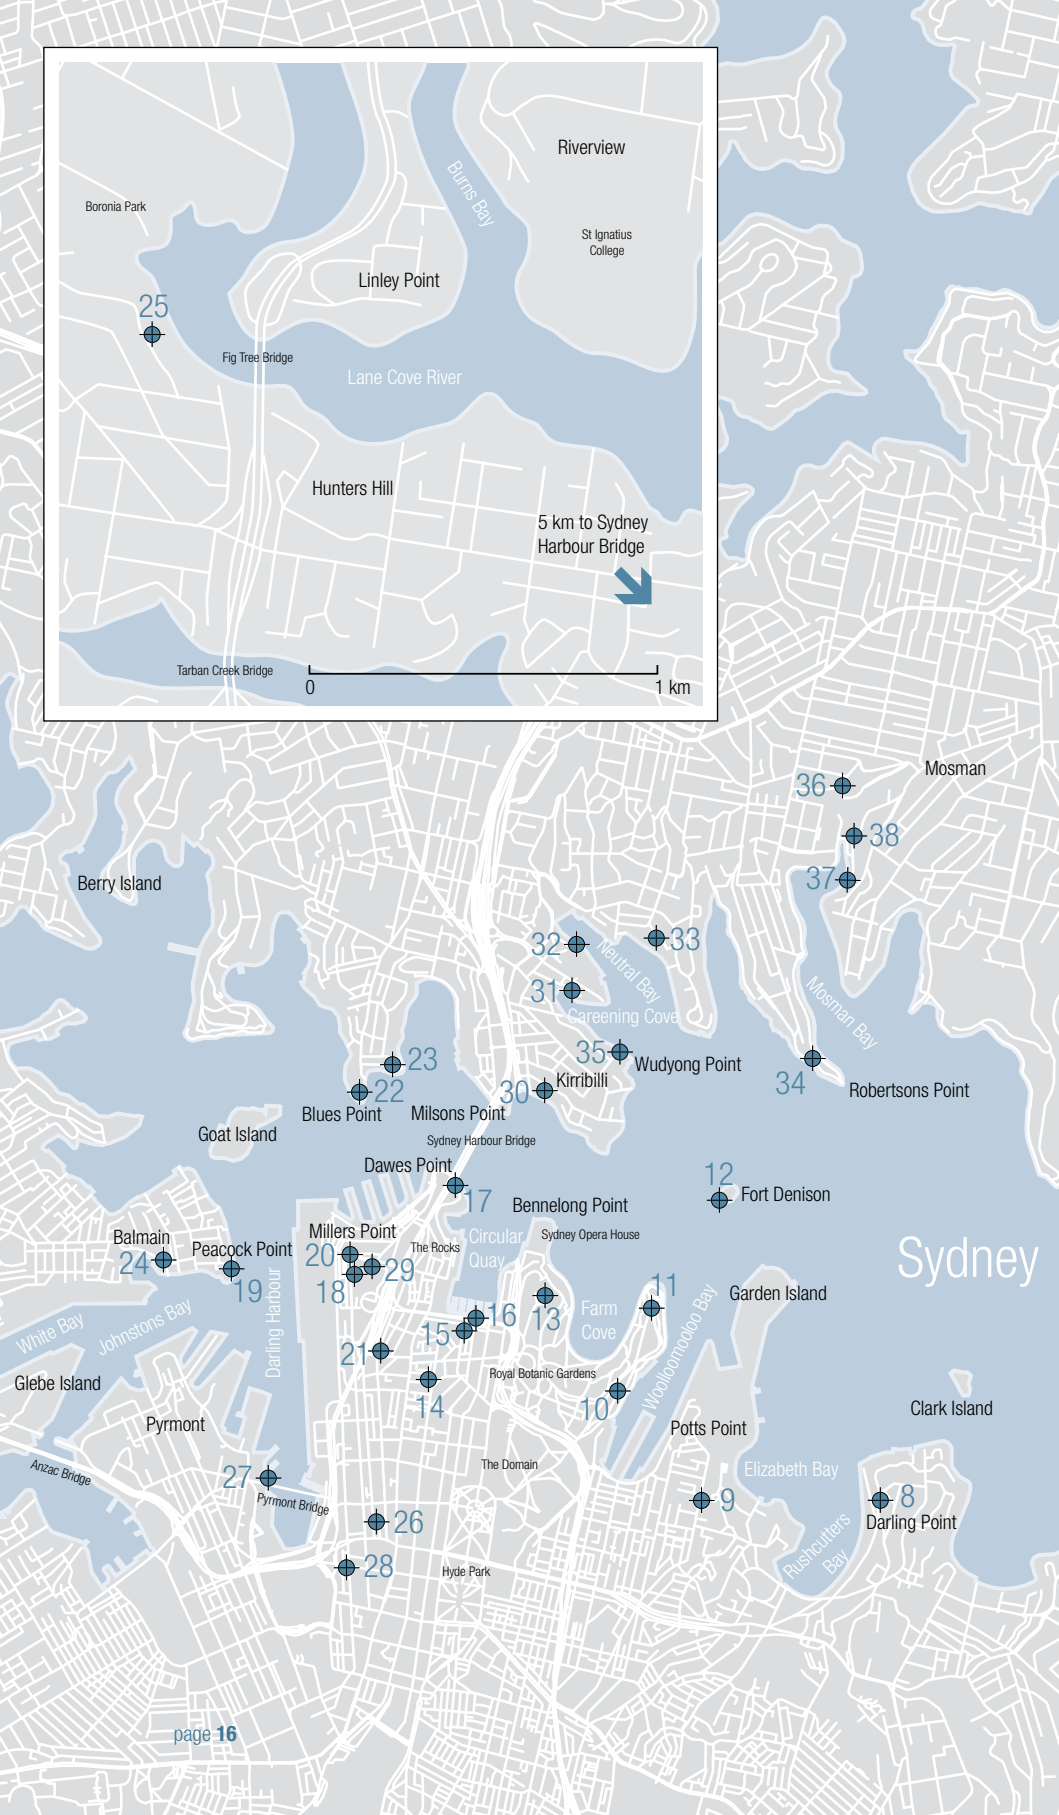 Riverview
Burns Bay
Boronia Park
St Ignatius
College
Linley Point
25
Fig Tree Bridge
Lane Cove River
Hunters Hill
5 km to Sydney
Harbour Bridge
Tarban Creek Bridge
0
1 km
Mosman
36
38
37
Berry Island
32
33
Neutral Bay
31
Careening Cove
Mosman Bay
35
Wudyong Point
23
22
30
Kirribilli
34
Robertsons Point
Blues Point
Milsons Point
Goat Island
Sydney Harbour Bridge
Dawes Point
12
Fort Denison
17
Bennelong Point
Balmain
Peacock Point
Millers Point
The Rocks
Circular
Quay
Sydney Opera House
Sydney
24
19
20
18
29
Darling Harbour
White Bay
Johnstons Bay
13
11
Garden Island
Farm
Cove
Woolloomooloo Bay
16
15
21
14
Royal Botanic Gardens
10
Glebe Island
Pyrmont
Potts Point
Clark Island
Anzac Bridge
27
Pyrmont Bridge
The Domain
Elizabeth Bay
9
8
Darling Point
Rushcutters
Bay
26
28
Hyde Park
page 16